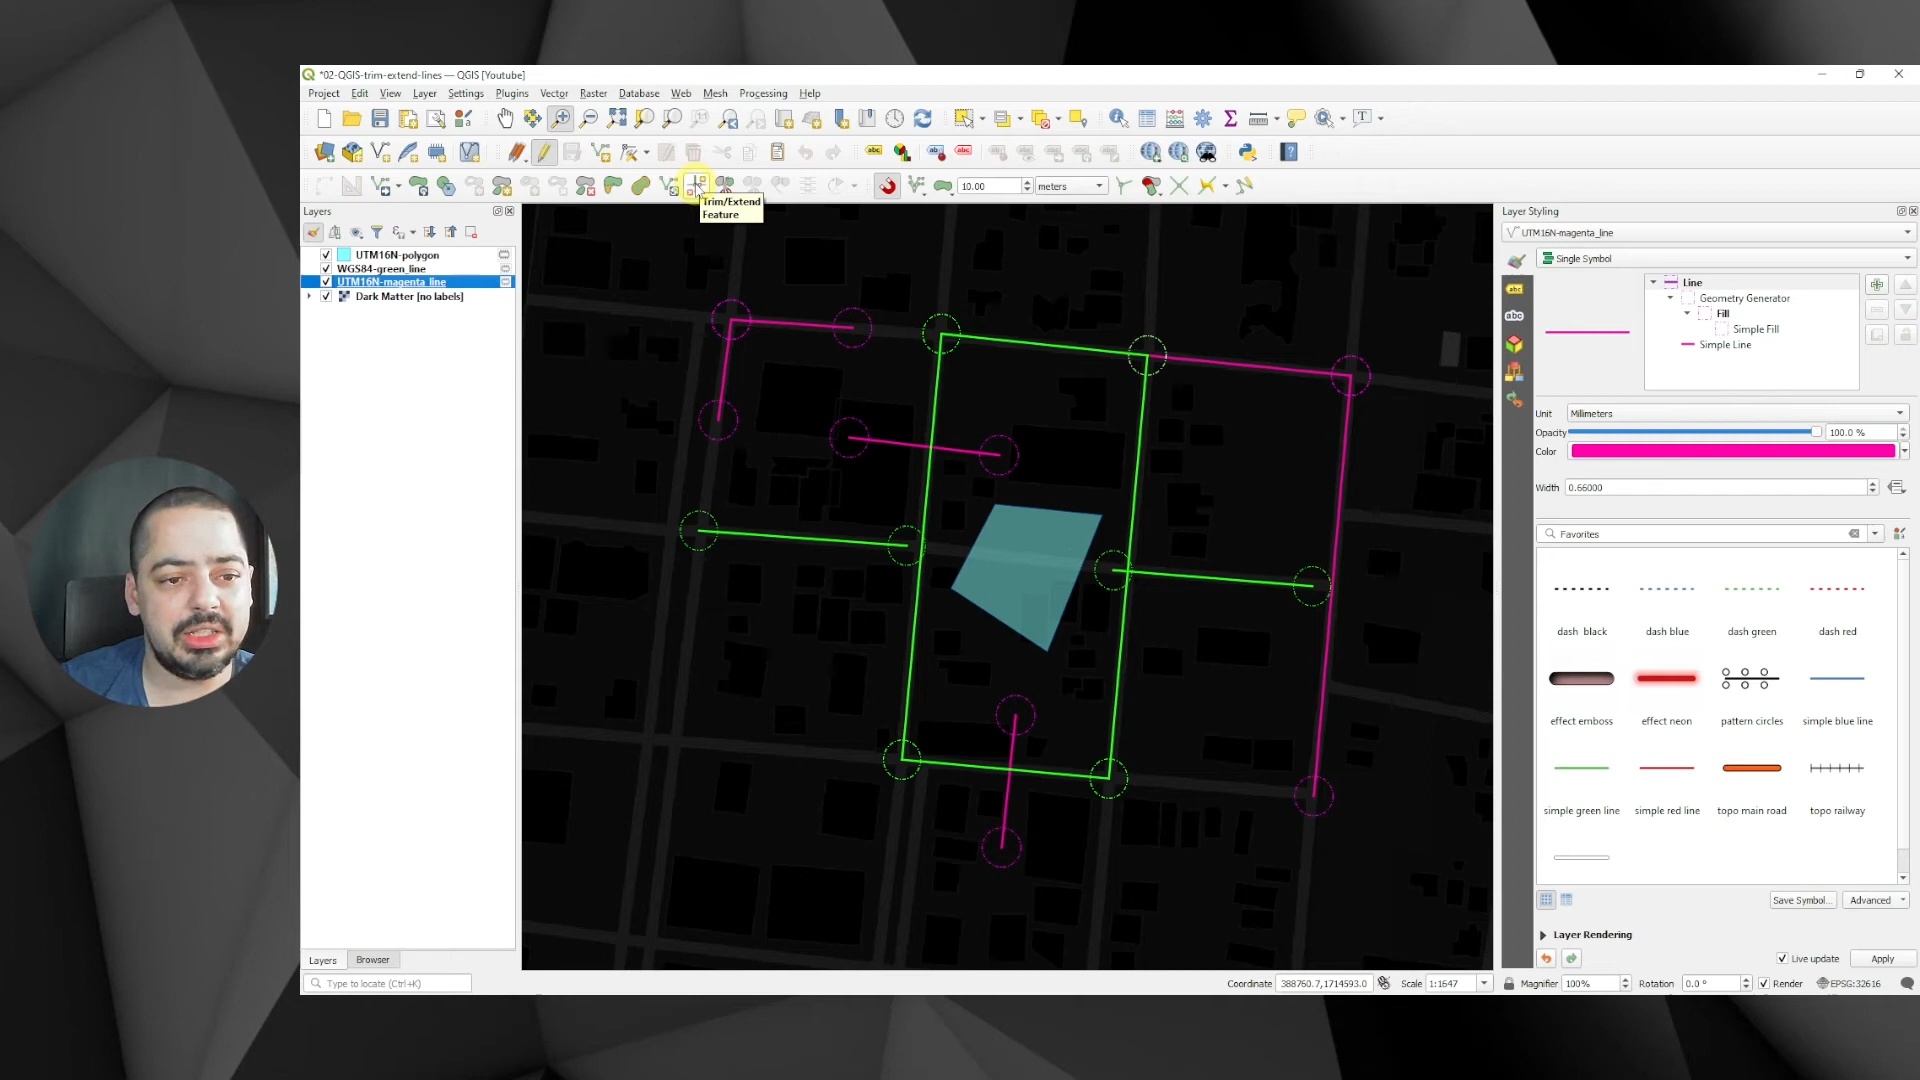 *02-QGIS-trim-extend-lines — QGIS [Youtube]
Project Edit View Layer Settings Plugins Vector Raster Database Web Mesh Processing Help
abc abc abc
10.00 meters
Trim/Extend
Feature
Layers
UTM16N-polygon
WGS84-green_line
UTM16N-magenta_line
Dark Matter [no labels]
Layer Styling
UTM16N-magenta_line
Single Symbol
abc
abc
Line
Geometry Generator
Fill
Simple Fill
Simple Line
Unit Millimeters
Opacity 100.0 %
Color
Width 0.66000
Favorites
dash black dash blue dash green dash red
effect emboss effect neon pattern circles simple blue line
simple green line simple red line topo main road topo railway
Save Symbol... Advanced
Layer Rendering
Live update Apply
Layers Browser
Type to locate (Ctrl+K)
Coordinate 388760.7,1714593.0 Scale 1:1647 Magnifier 100% Rotation 0.0 ° Render EPSG:32616